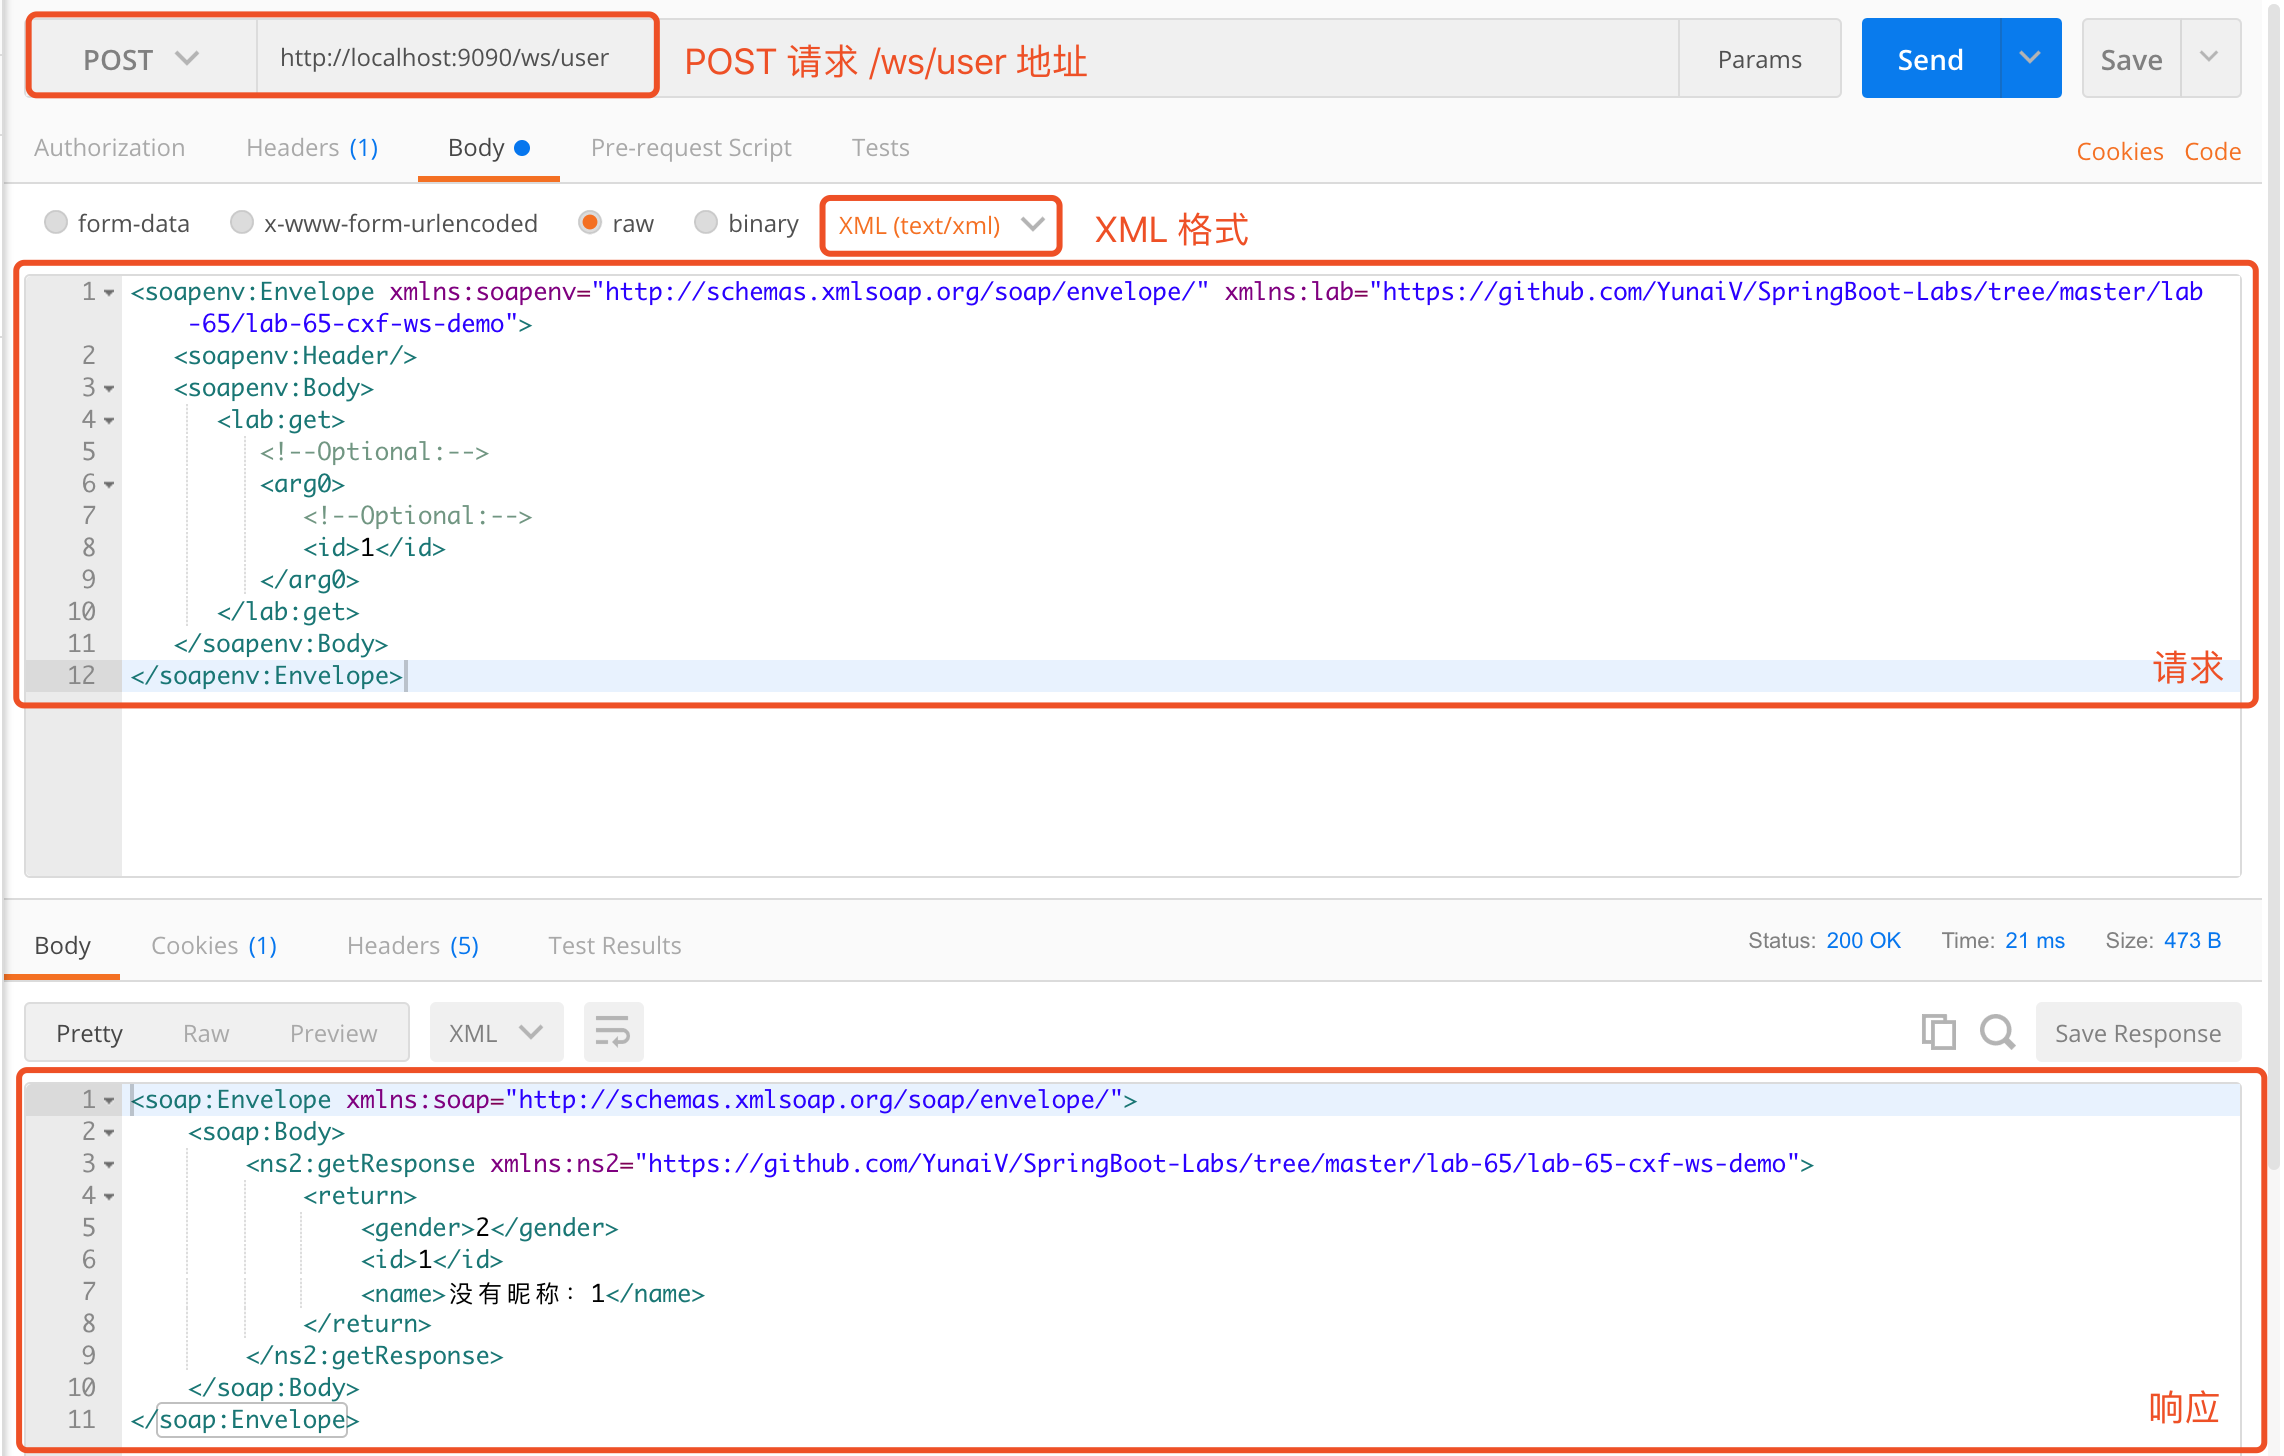 POST http://localhost:9090/ws/user POST 请求 /ws/user 地址 Params Send Save
Authorization Headers (1) Body Pre-request Script Tests Cookies Code
form-data x-www-form-urlencoded raw binary XML (text/xml) XML 格式
1 <soapenv:Envelope xmlns:soapenv="http://schemas.xmlsoap.org/soap/envelope/" xmlns:lab="https://github.com/YunaiV/SpringBoot-Labs/tree/master/lab
-65/lab-65-cxf-ws-demo">
2 <soapenv:Header/>
3 <soapenv:Body>
4 <lab:get>
5 <!--Optional:-->
6 <arg0>
7 <!--Optional:-->
8 <id>1</id>
9 </arg0>
10 </lab:get>
11 </soapenv:Body>
12 </soapenv:Envelope>
请求
Body Cookies (1) Headers (5) Test Results Status: 200 OK Time: 21 ms Size: 473 B
Pretty Raw Preview XML Save Response
1 <soap:Envelope xmlns:soap="http://schemas.xmlsoap.org/soap/envelope/">
2 <soap:Body>
3 <ns2:getResponse xmlns:ns2="https://github.com/YunaiV/SpringBoot-Labs/tree/master/lab-65/lab-65-cxf-ws-demo">
4 <return>
5 <gender>2</gender>
6 <id>1</id>
7 <name>没有昵称：1</name>
8 </return>
9 </ns2:getResponse>
10 </soap:Body>
11 </soap:Envelope>
响应